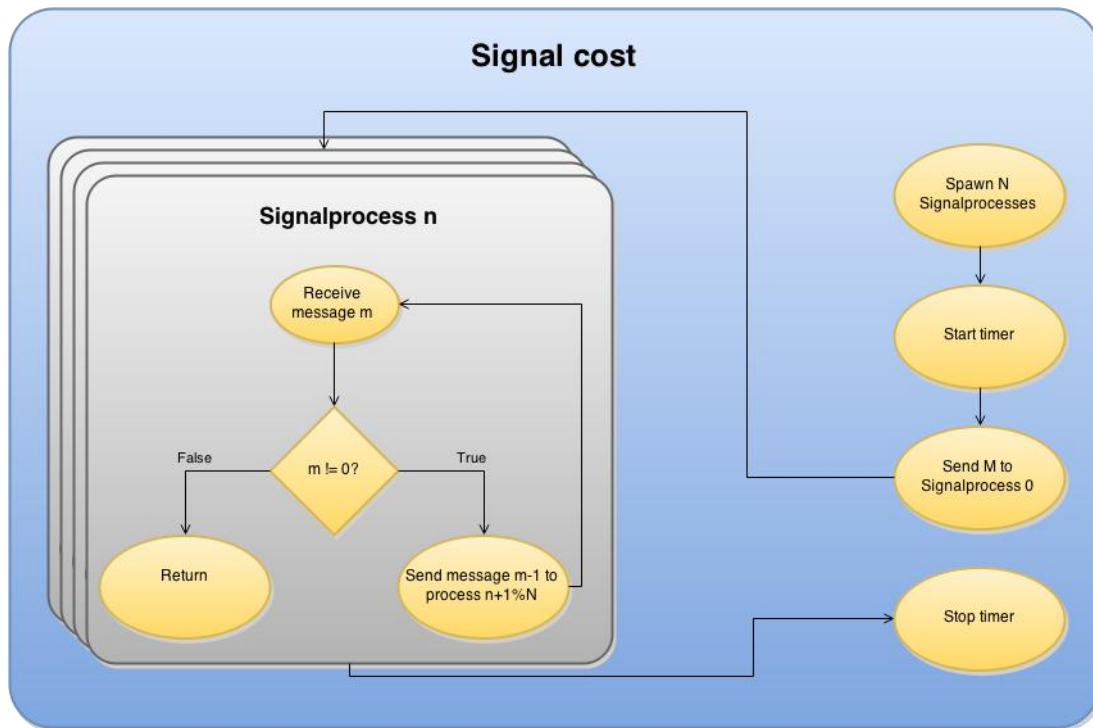 Signal cost
Signalprocess n
Receive
message m
m != 0?
False
True
Return
Send message m-1 to
process n+1%N
Spawn N
Signalprocesses
Start timer
Send M to
Signalprocess 0
Stop timer